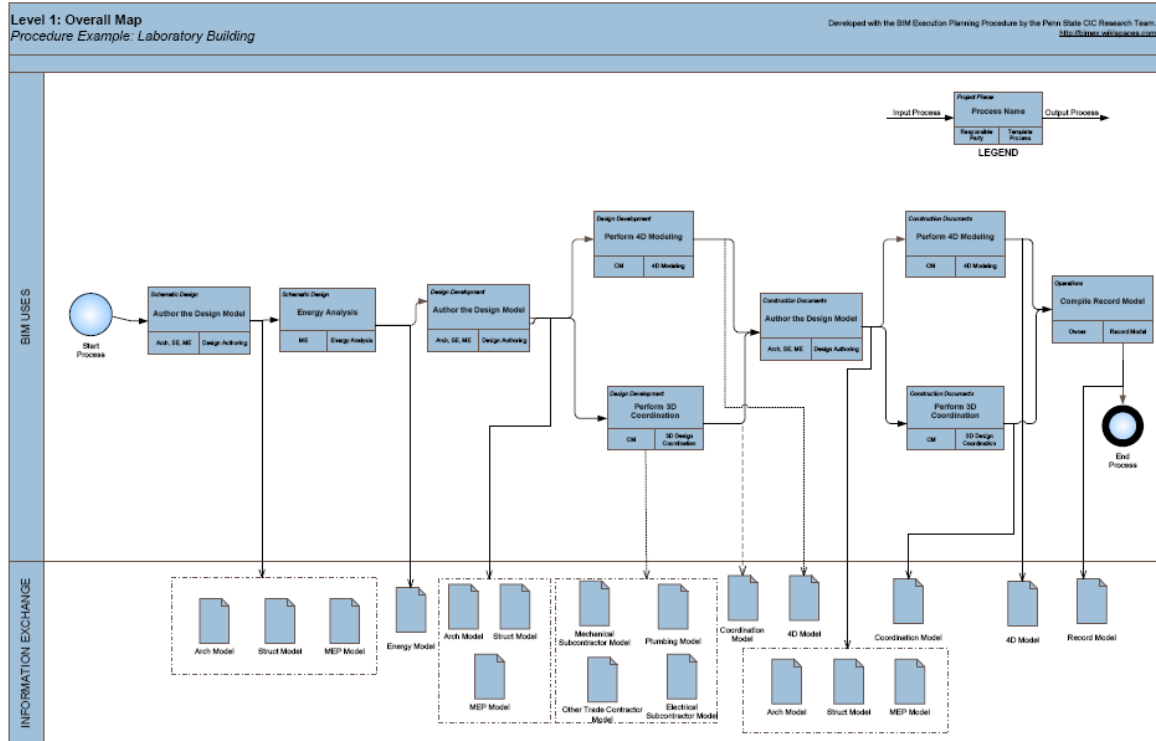 Level 1: Overall Map
Procedure Example: Laboratory Building
Developed with the BIM Execution Planning Procedure by the Penn State CIC Research Team.
http://bimex.wikispaces.com
BIM USES
Input Process
Project Phase
Process Name
Responsible
Party
Template
Process
Output Process
LEGEND
Start
Process
Schematic Design
Author the Design Model
Arch, SE, ME
Design Authoring
Schematic Design
Energy Analysis
ME
Energy Analysis
Design Development
Author the Design Model
Arch, SE, ME
Design Authoring
Design Development
Perform 4D Modeling
CM
4D Modeling
Design Development
Perform 3D
Coordination
CM
3D Design
Coordination
Construction Documents
Author the Design Model
Arch, SE, ME
Design Authoring
Construction Documents
Perform 4D Modeling
CM
4D Modeling
Construction Documents
Perform 3D
Coordination
CM
3D Design
Coordination
Operations
Compile Record Model
Owner
Record Model
End
Process
INFORMATION EXCHANGE
Arch Model
Struct Model
MEP Model
Energy Model
Arch Model
Struct Model
MEP Model
Mechanical
Subcontractor Model
Plumbing Model
Other Trade Contractor
Model
Electrical
Subcontractor Model
Coordination
Model
4D Model
Arch Model
Struct Model
MEP Model
Coordination Model
4D Model
Record Model